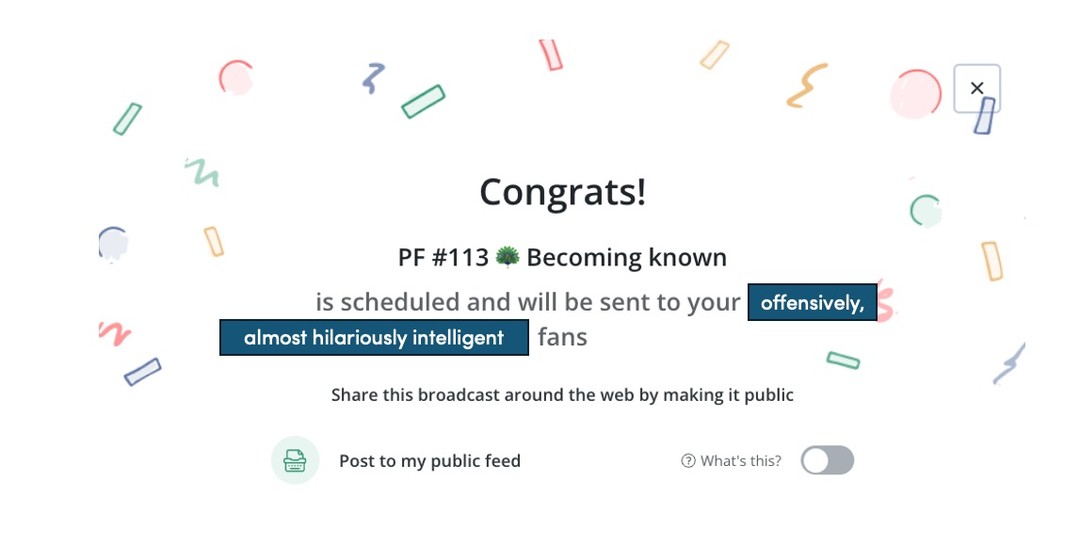 Congrats!
PF #113 🦚 Becoming known
is scheduled and will be sent to your offensively,
almost hilariously intelligent fans
Share this broadcast around the web by making it public
Post to my public feed What's this?